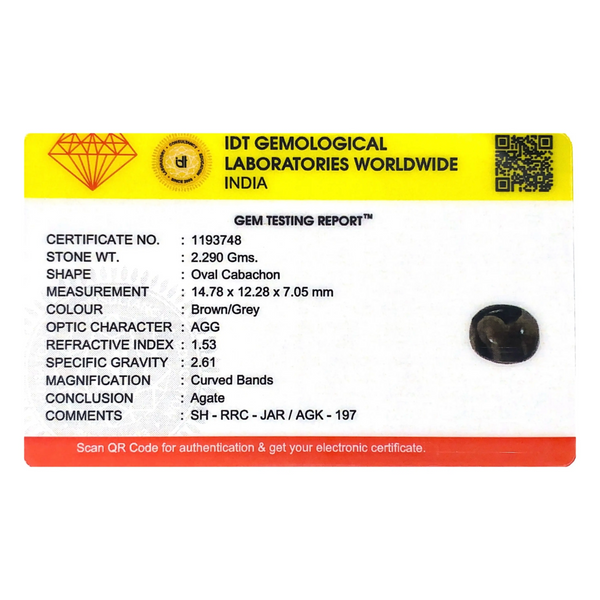 idt
IDT GEMOLOGICAL
LABORATORIES WORLDWIDE
INDIA
GEM TESTING REPORT™
CERTIFICATE NO. : 1193748
STONE WT. : 2.290 Gms.
SHAPE : Oval Cabachon
MEASUREMENT : 14.78 x 12.28 x 7.05 mm
COLOUR : Brown/Grey
OPTIC CHARACTER : AGG
REFRACTIVE INDEX : 1.53
SPECIFIC GRAVITY : 2.61
MAGNIFICATION : Curved Bands
CONCLUSION : Agate
COMMENTS : SH - RRC - JAR / AGK - 197
Scan QR Code for authentication & get your electronic certificate.